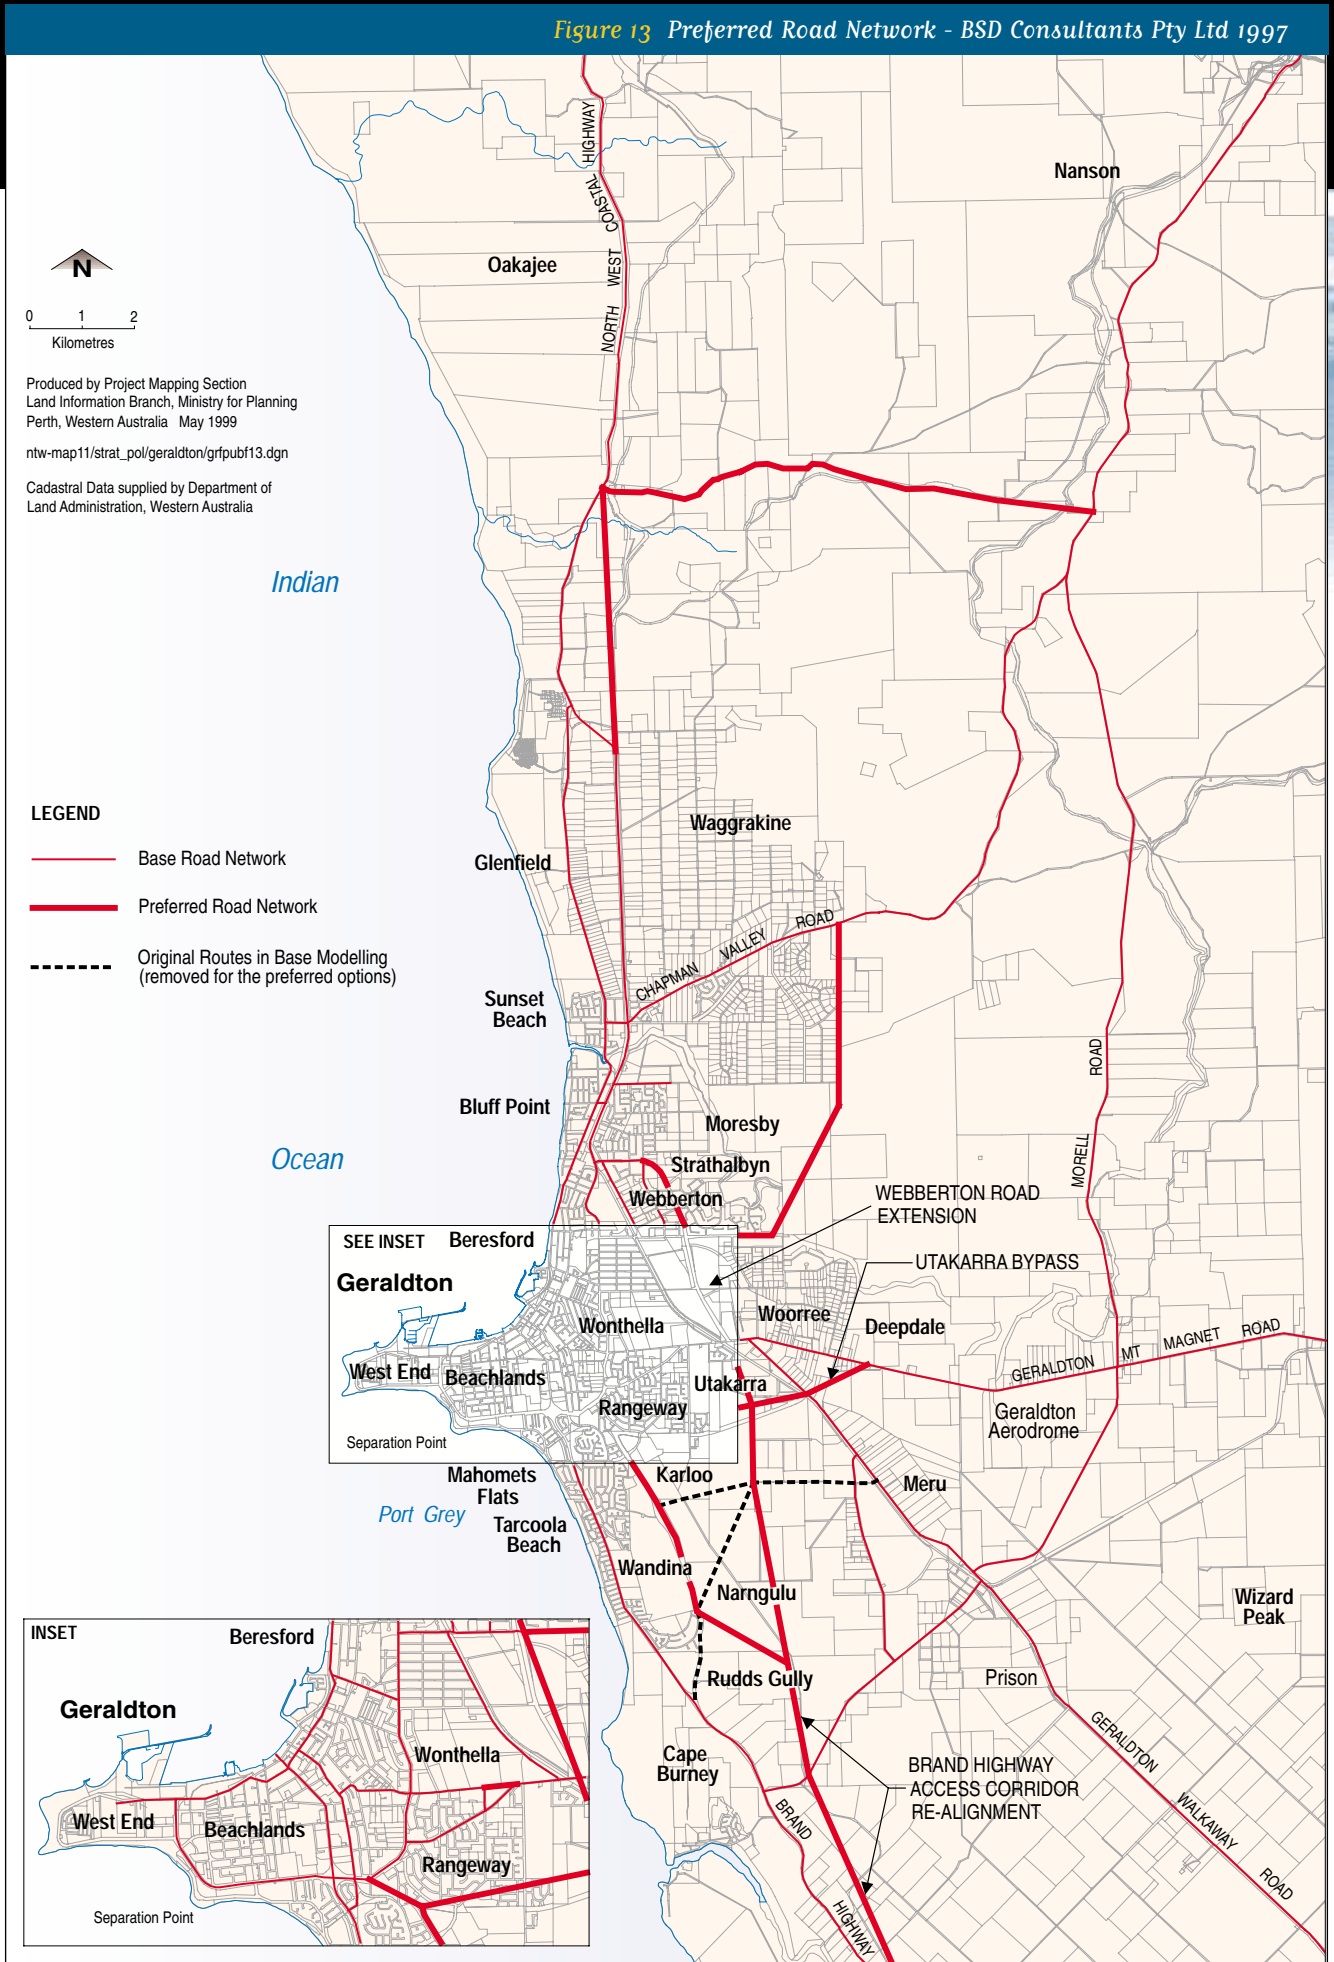 Figure 13 Preferred Road Network - BSD Consultants Pty Ltd 1997
NORTH WEST COASTAL HIGHWAY
Nanson
Oakajee
N
0 1 2
Kilometres
Produced by Project Mapping Section
Land Information Branch, Ministry for Planning
Perth, Western Australia May 1999
ntw-map11/strat_pol/geraldton/grfpubf13.dgn
Cadastral Data supplied by Department of
Land Administration, Western Australia
Indian
LEGEND
Base Road Network
Preferred Road Network
Original Routes in Base Modelling
(removed for the preferred options)
Waggrakine
Glenfield
CHAPMAN VALLEY ROAD
Sunset
Beach
MORELL ROAD
Bluff Point
Moresby
Ocean
Strathalbyn
Webberton
WEBBERTON ROAD
EXTENSION
SEE INSET
Beresford
UTAKARRA BYPASS
Geraldton
Wonthella
Woorree
Deepdale
GERALDTON MT MAGNET ROAD
West End
Beachlands
Utakarra
Rangeway
Geraldton
Aerodrome
Separation Point
Mahomets
Flats
Karloo
Meru
Port Grey
Tarcoola
Beach
Wandina
Narngulu
Wizard
Peak
Rudds Gully
Prison
Cape
Burney
BRAND HIGHWAY
ACCESS CORRIDOR
RE-ALIGNMENT
GERALDTON WALKAWAY ROAD
BRAND HIGHWAY
INSET
Beresford
Geraldton
Wonthella
West End
Beachlands
Rangeway
Separation Point